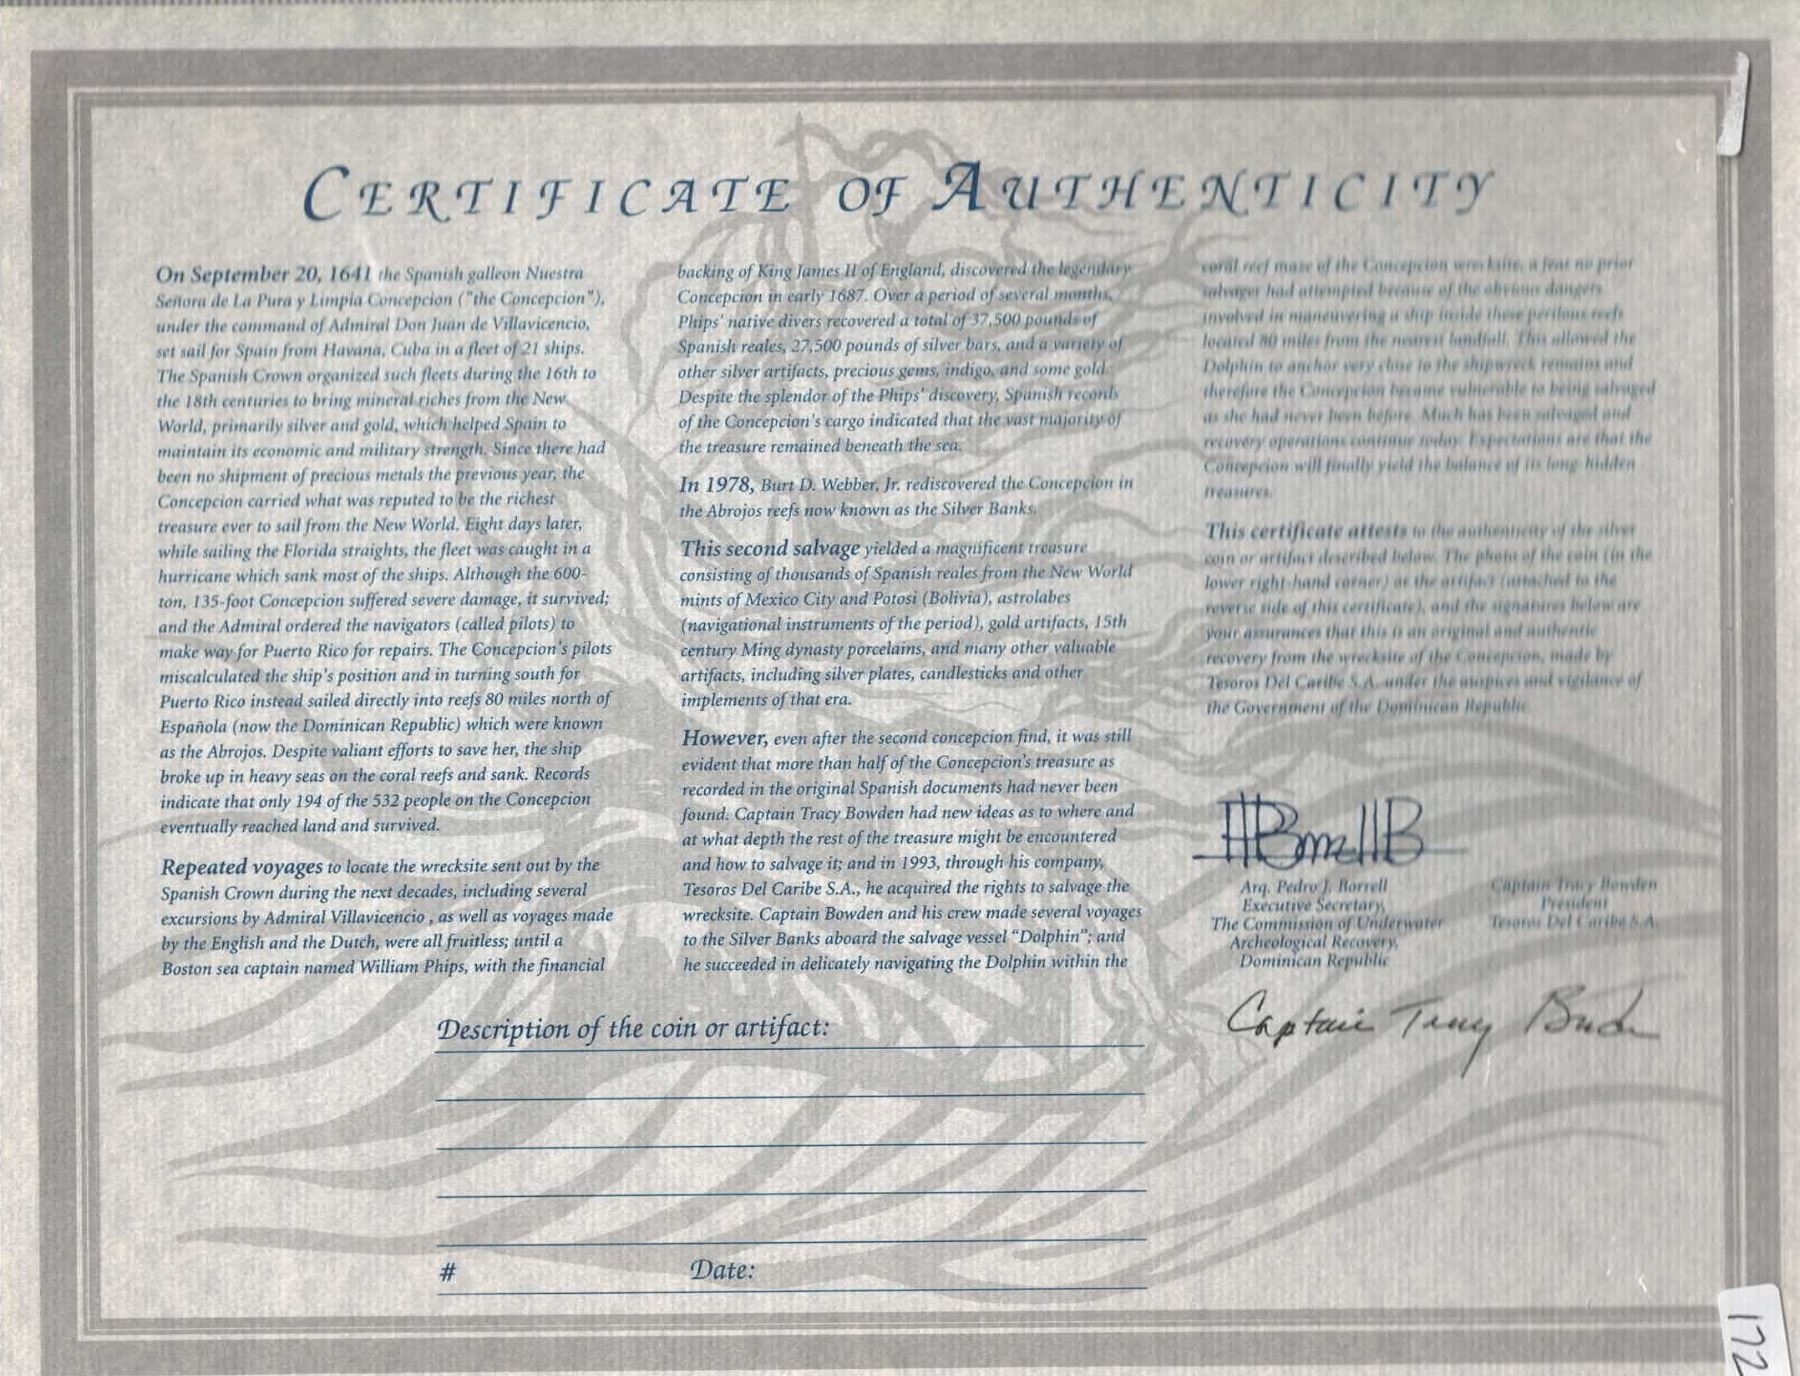 CERTIFICATE OF AUTHENTICITY
On September 20, 1641 the Spanish galleon Nuestra
Señora de La Pura y Limpia Concepcion ("the Concepcion"),
under the command of Admiral Don Juan de Villavicencio,
set sail for Spain from Havana, Cuba in a fleet of 21 ships.
The Spanish Crown organized such fleets during the 16th to
the 18th centuries to bring mineral riches from the New
World, primarily silver and gold, which helped Spain to
maintain its economic and military strength. Since there had
been no shipment of precious metals the previous year, the
Concepcion carried what was reputed to be the richest
treasure ever to sail from the New World. Eight days later,
while sailing the Florida straights, the fleet was caught in a
hurricane which sank most of the ships. Although the 600-
ton, 135-foot Concepcion suffered severe damage, it survived;
and the Admiral ordered the navigators (called pilots) to
make way for Puerto Rico for repairs. The Concepcion's pilots
miscalculated the ship's position and in turning south for
Puerto Rico instead sailed directly into reefs 80 miles north of
Española (now the Dominican Republic) which were known
as the Abrojos. Despite valiant efforts to save her, the ship
broke up in heavy seas on the coral reefs and sank. Records
indicate that only 194 of the 532 people on the Concepcion
eventually reached land and survived.
Repeated voyages to locate the wrecksite sent out by the
Spanish Crown during the next decades, including several
excursions by Admiral Villavicencio , as well as voyages made
by the English and the Dutch, were all fruitless; until a
Boston sea captain named William Phips, with the financial
backing of King James II of England, discovered the legendary
Concepcion in early 1687. Over a period of several months,
Phips' native divers recovered a total of 37,500 pounds of
Spanish reales, 27,500 pounds of silver bars, and a variety of
other silver artifacts, precious gems, indigo, and some gold.
Despite the splendor of the Phips' discovery, Spanish records
of the Concepcion's cargo indicated that the vast majority of
the treasure remained beneath the sea.
In 1978, Burt D. Webber, Jr. rediscovered the Concepcion in
the Abrojos reefs now known as the Silver Banks.
This second salvage yielded a magnificent treasure
consisting of thousands of Spanish reales from the New World
mints of Mexico City and Potosi (Bolivia), astrolabes
(navigational instruments of the period), gold artifacts, 15th
century Ming dynasty porcelains, and many other valuable
artifacts, including silver plates, candlesticks and other
implements of that era.
However, even after the second concepcion find, it was still
evident that more than half of the Concepcion's treasure as
recorded in the original Spanish documents had never been
found. Captain Tracy Bowden had new ideas as to where and
at what depth the rest of the treasure might be encountered
and how to salvage it; and in 1993, through his company,
Tesoros Del Caribe S.A., he acquired the rights to salvage the
wrecksite. Captain Bowden and his crew made several voyages
to the Silver Banks aboard the salvage vessel “Dolphin”; and
he succeeded in delicately navigating the Dolphin within the
coral reef maze of the Concepcion wrecksite, a feat no prior
salvager had attempted because of the obvious dangers
involved in maneuvering a ship inside these perilous reefs
located 80 miles from the nearest landfall. This allowed the
Dolphin to anchor very close to the shipwreck remains and
therefore the Concepcion became vulnerable to being salvaged
as she had never been before. Much has been salvaged and
recovery operations continue today. Expectations are that the
Concepcion will finally yield the balance of its long-hidden
treasures.
This certificate attests to the authenticity of the silver
coin or artifact described below. The photo of the coin (in the
lower right-hand corner) or the artifact (attached to the
reverse side of this certificate), and the signatures below are
your assurances that this is an original and authentic
recovery from the wrecksite of the Concepcion, made by
Tesoros Del Caribe S.A. under the auspices and vigilance of
the Government of the Dominican Republic.
Arq. Pedro J. Borrell
Executive Secretary,
The Commission of Underwater
Archeological Recovery,
Dominican Republic
Captain Tracy Bowden
President
Tesoros Del Caribe S.A.
Captain Tracy Bowden
Description of the coin or artifact:
# Date:
172